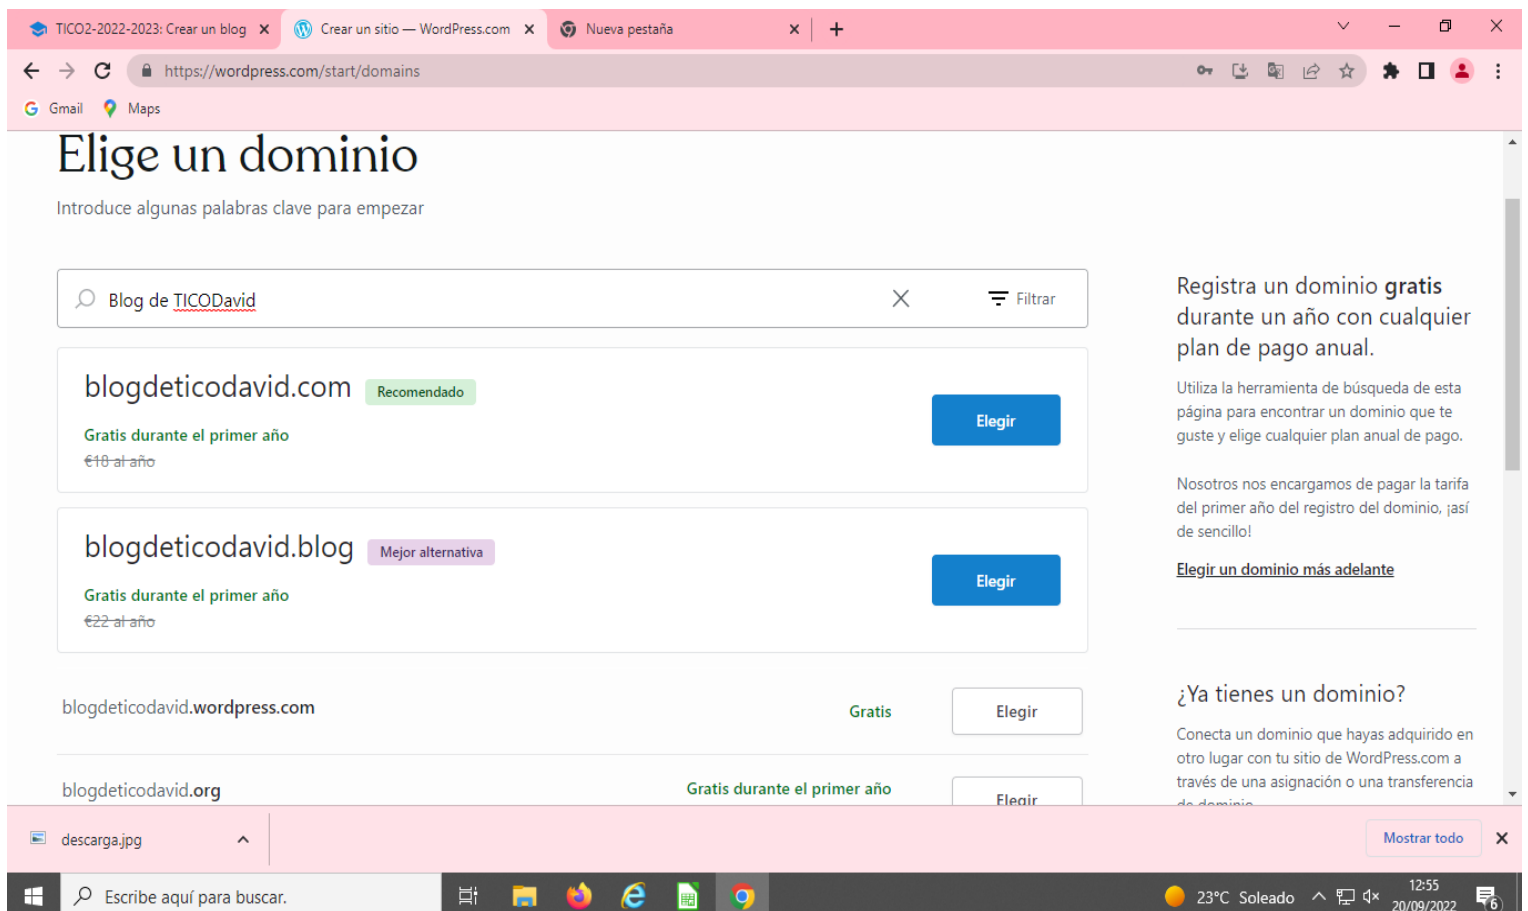 TICO2-2022-2023: Crear un blog
Crear un sitio — WordPress.com
Nueva pestaña
https://wordpress.com/start/domains
Gmail
Maps
Elige un dominio
Introduce algunas palabras clave para empezar
Blog de TICODavid
Filtrar
blogdeticodavid.com
Recomendado
Gratis durante el primer año
€18 al año
Elegir
blogdeticodavid.blog
Mejor alternativa
Gratis durante el primer año
€22 al año
Elegir
blogdeticodavid.wordpress.com
Gratis
Elegir
blogdeticodavid.org
Gratis durante el primer año
Elegir
Registra un dominio gratis
durante un año con cualquier
plan de pago anual.
Utiliza la herramienta de búsqueda de esta
página para encontrar un dominio que te
guste y elige cualquier plan anual de pago.
Nosotros nos encargamos de pagar la tarifa
del primer año del registro del dominio, ¡así
de sencillo!
Elegir un dominio más adelante
¿Ya tienes un dominio?
Conecta un dominio que hayas adquirido en
otro lugar con tu sitio de WordPress.com a
través de una asignación o una transferencia
de dominio.
descarga.jpg
Mostrar todo
Escribe aquí para buscar.
23°C Soleado
12:55
20/09/2022
6